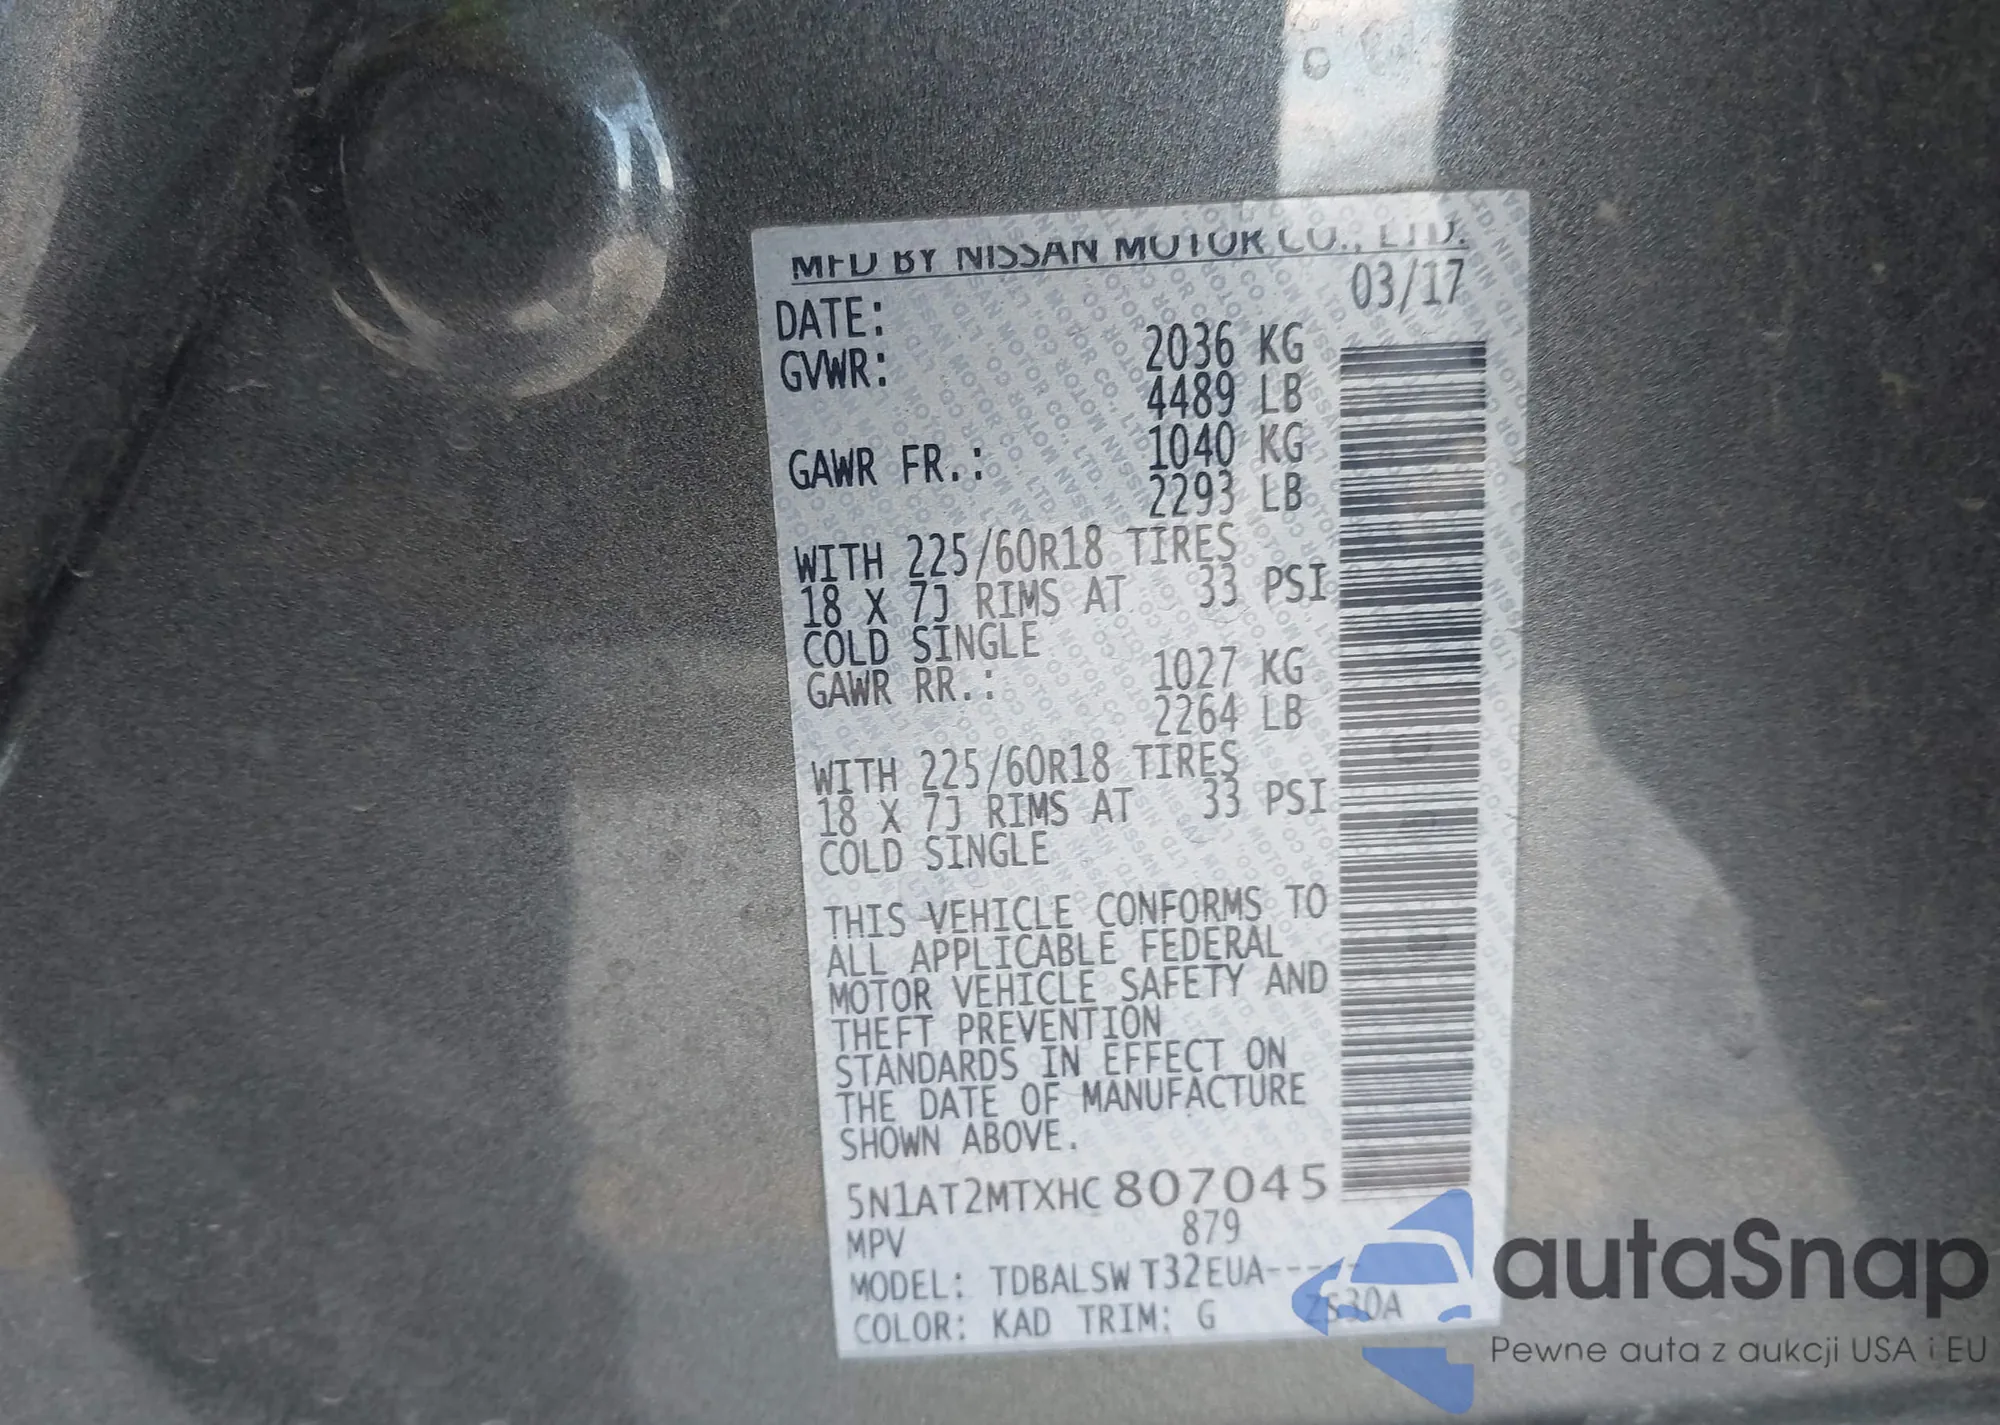 MFD BY NISSAN MOTOR CO., LTD.
DATE: 03/17
GVWR: 2036 KG
4489 LB
GAWR FR.: 1040 KG
2293 LB
WITH 225/60R18 TIRES
18 X 7J RIMS AT 33 PSI
COLD SINGLE
GAWR RR.: 1027 KG
2264 LB
WITH 225/60R18 TIRES
18 X 7J RIMS AT 33 PSI
COLD SINGLE
THIS VEHICLE CONFORMS TO
ALL APPLICABLE FEDERAL
MOTOR VEHICLE SAFETY AND
THEFT PREVENTION
STANDARDS IN EFFECT ON
THE DATE OF MANUFACTURE
SHOWN ABOVE.
5N1AT2MTXHC807045
MPV 879
MODEL: TDBALSW T32EUA-----
COLOR: KAD TRIM: G ZS30A
autaSnap
Pewne auta z aukcji USA i EU